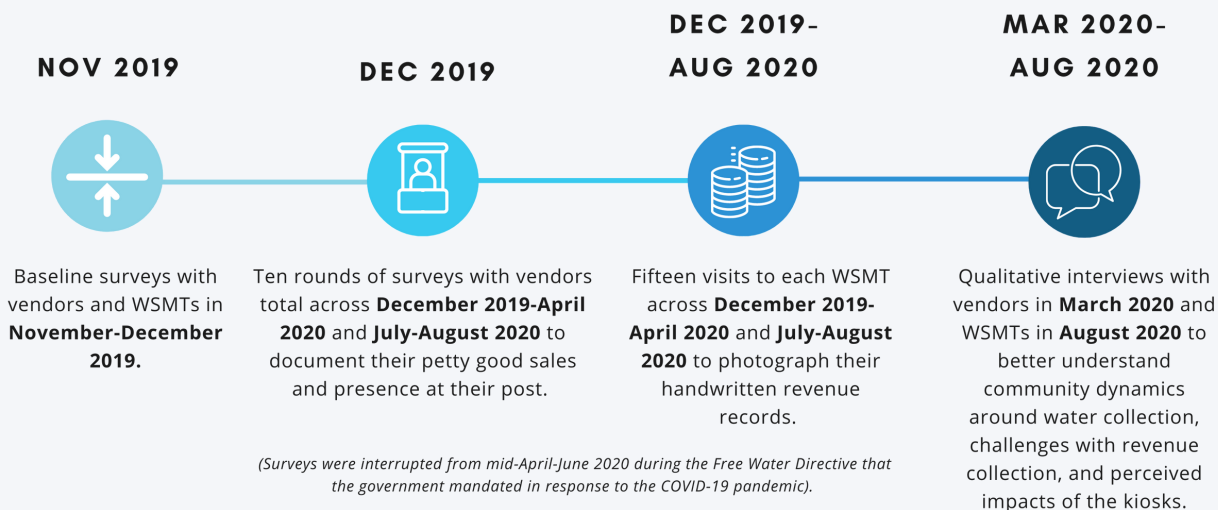 NOV 2019
Baseline surveys with
vendors and WSMTs in
November-December
2019.
DEC 2019
Ten rounds of surveys with vendors
total across December 2019-April
2020 and July-August 2020 to
document their petty good sales
and presence at their post.
DEC 2019-
AUG 2020
Fifteen visits to each WSMT
across December 2019-
April 2020 and July-August
2020 to photograph their
handwritten revenue
records.
(Surveys were interrupted from mid-April-June 2020 during the Free Water Directive that
the government mandated in response to the COVID-19 pandemic).
MAR 2020-
AUG 2020
Qualitative interviews with
vendors in March 2020 and
WSMTs in August 2020 to
better understand
community dynamics
around water collection,
challenges with revenue
collection, and perceived
impacts of the kiosks.